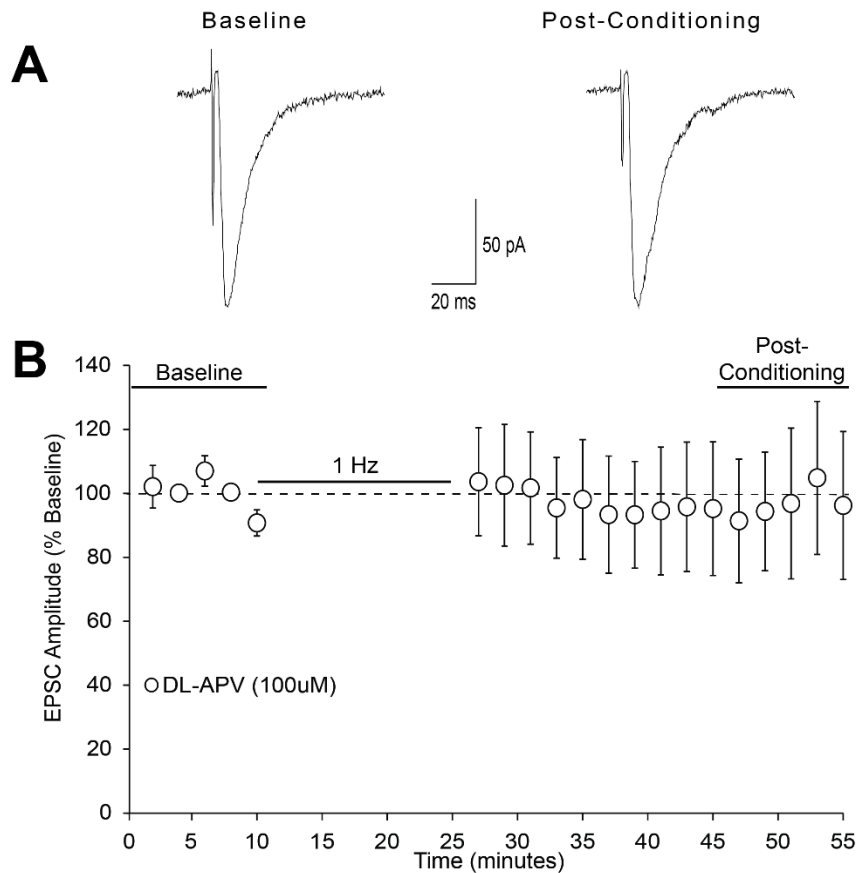 Baseline
Post-Conditioning
A
50 pA
20 ms
B
140
120
100
80
60
40
20
0
EPSC Amplitude (% Baseline)
Baseline
1 Hz
Post-
Conditioning
DL-APV (100uM)
0 5 10 15 20 25 30 35 40 45 50 55
Time (minutes)